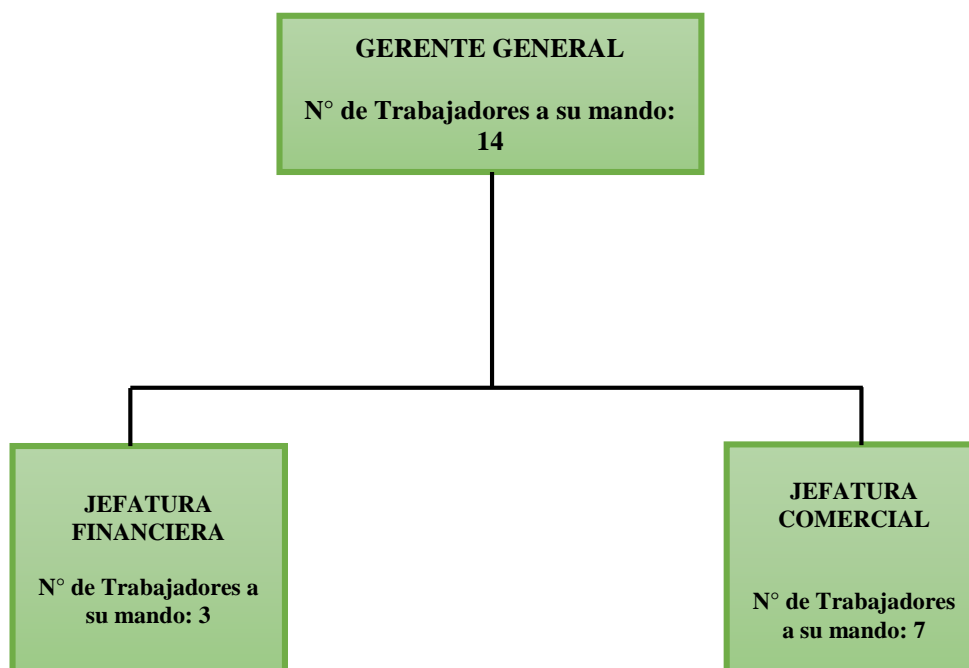 GERENTE GENERAL
N° de Trabajadores a su mando:
14
JEFATURA
FINANCIERA
N° de Trabajadores a
su mando: 3
JEFATURA
COMERCIAL
N° de Trabajadores
a su mando: 7